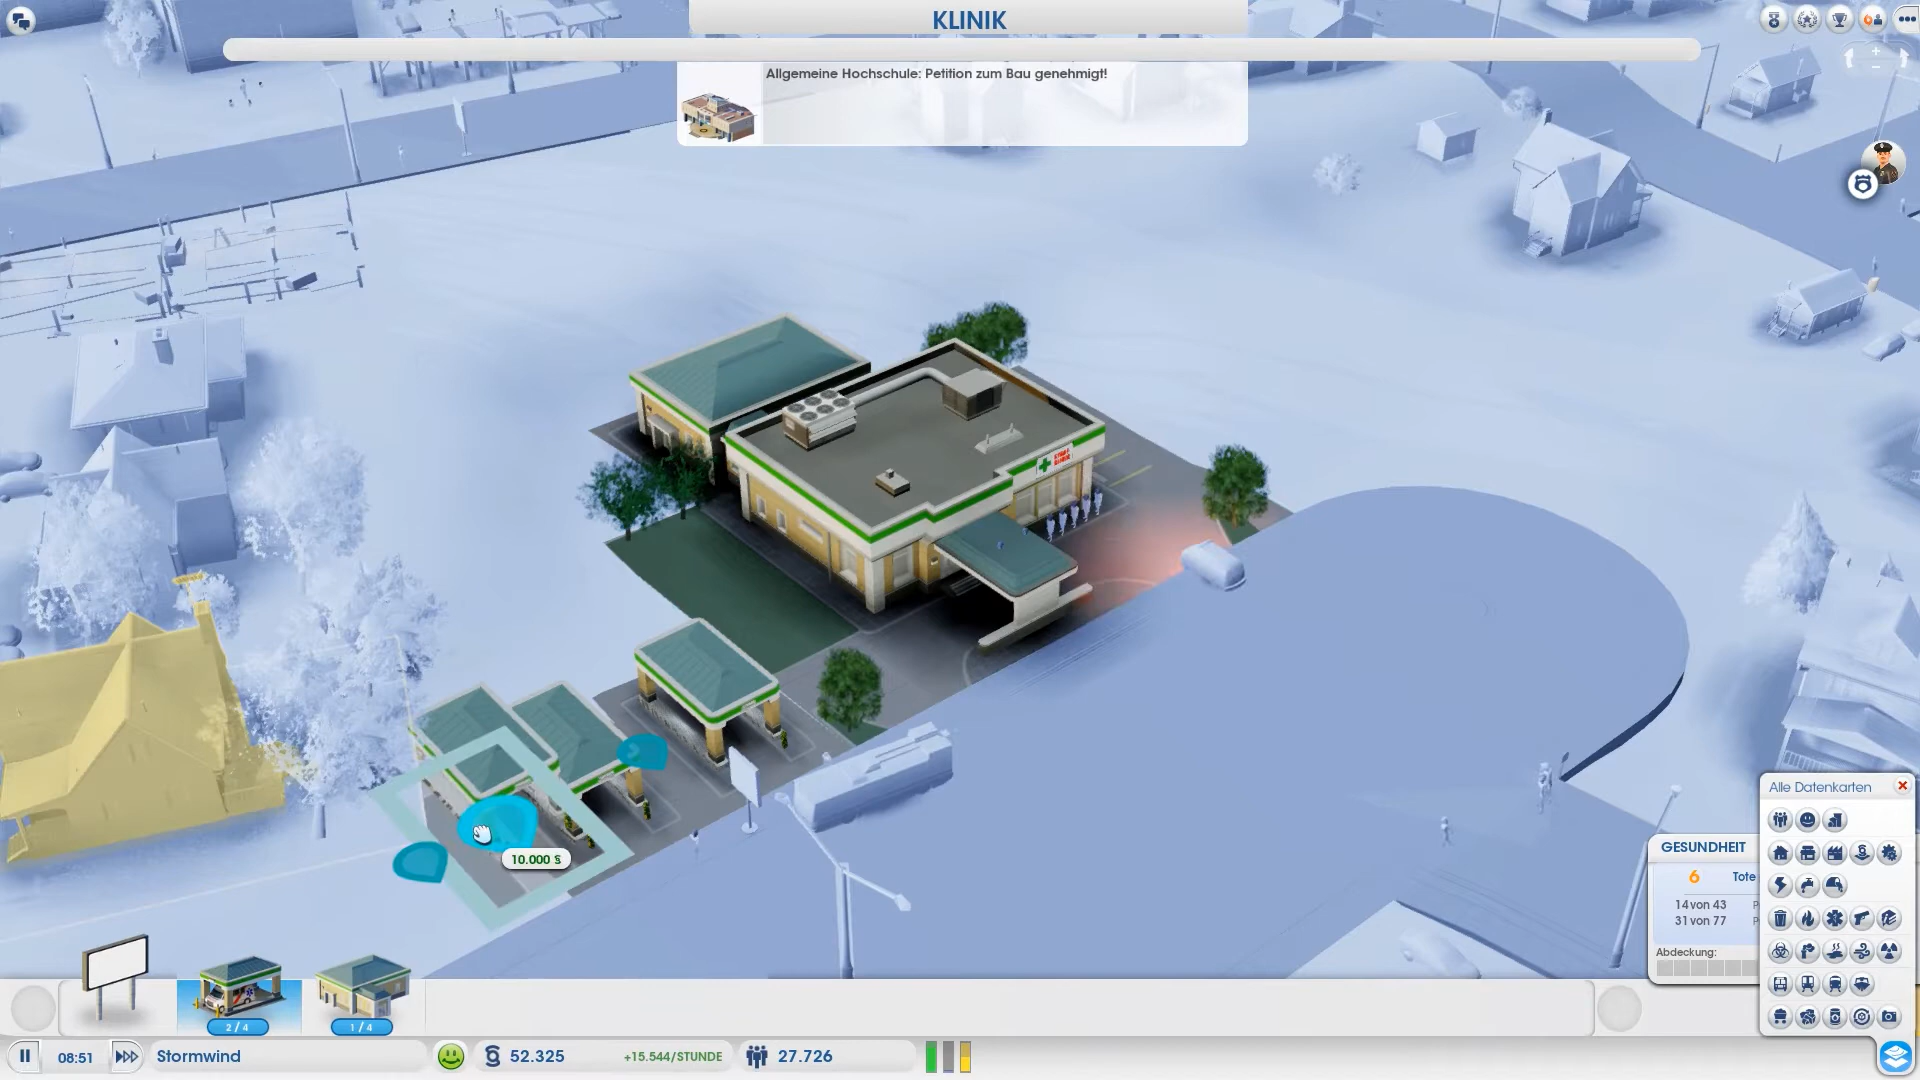 KLINIK
Allgemeine Hochschule: Petition zum Bau genehmigt!
10.000 §
Alle Datenkarten
GESUNDHEIT
6 Tote
14 von 43
31 von 77
Abdeckung:
2 / 4
1 / 4
08:51
Stormwind
52.325
+15.544/STUNDE
27.726